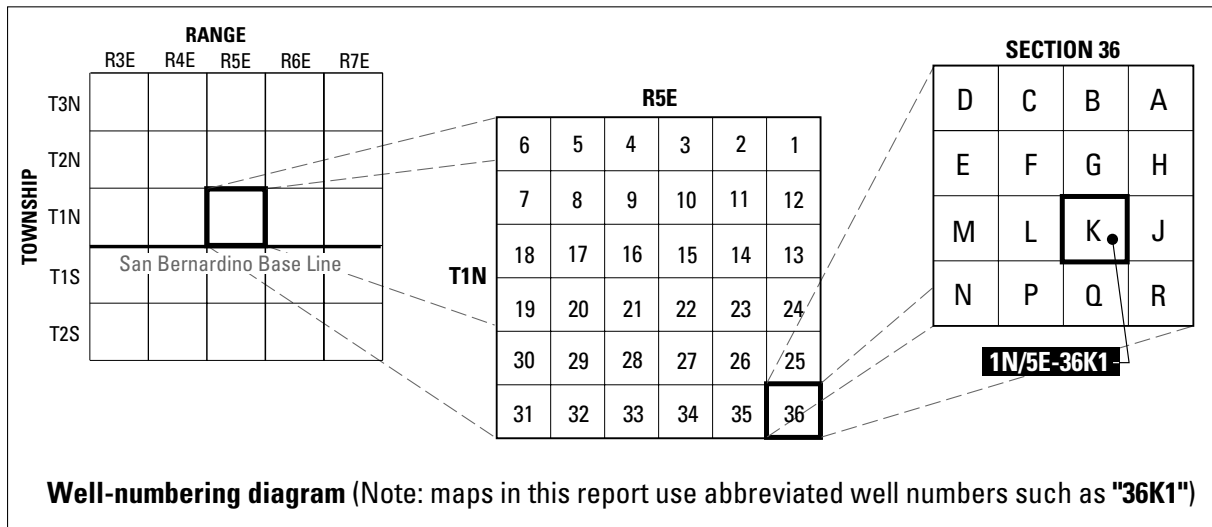 RANGE
R3E R4E R5E R6E R7E
TOWNSHIP
T3N
T2N
T1N
San Bernardino Base Line
T1S
T2S
R5E
T1N
6 5 4 3 2 1
7 8 9 10 11 12
18 17 16 15 14 13
19 20 21 22 23 24
30 29 28 27 26 25
31 32 33 34 35 36
SECTION 36
D C B A
E F G H
M L K J
N P Q R
1N/5E-36K1
Well-numbering diagram (Note: maps in this report use abbreviated well numbers such as "36K1")